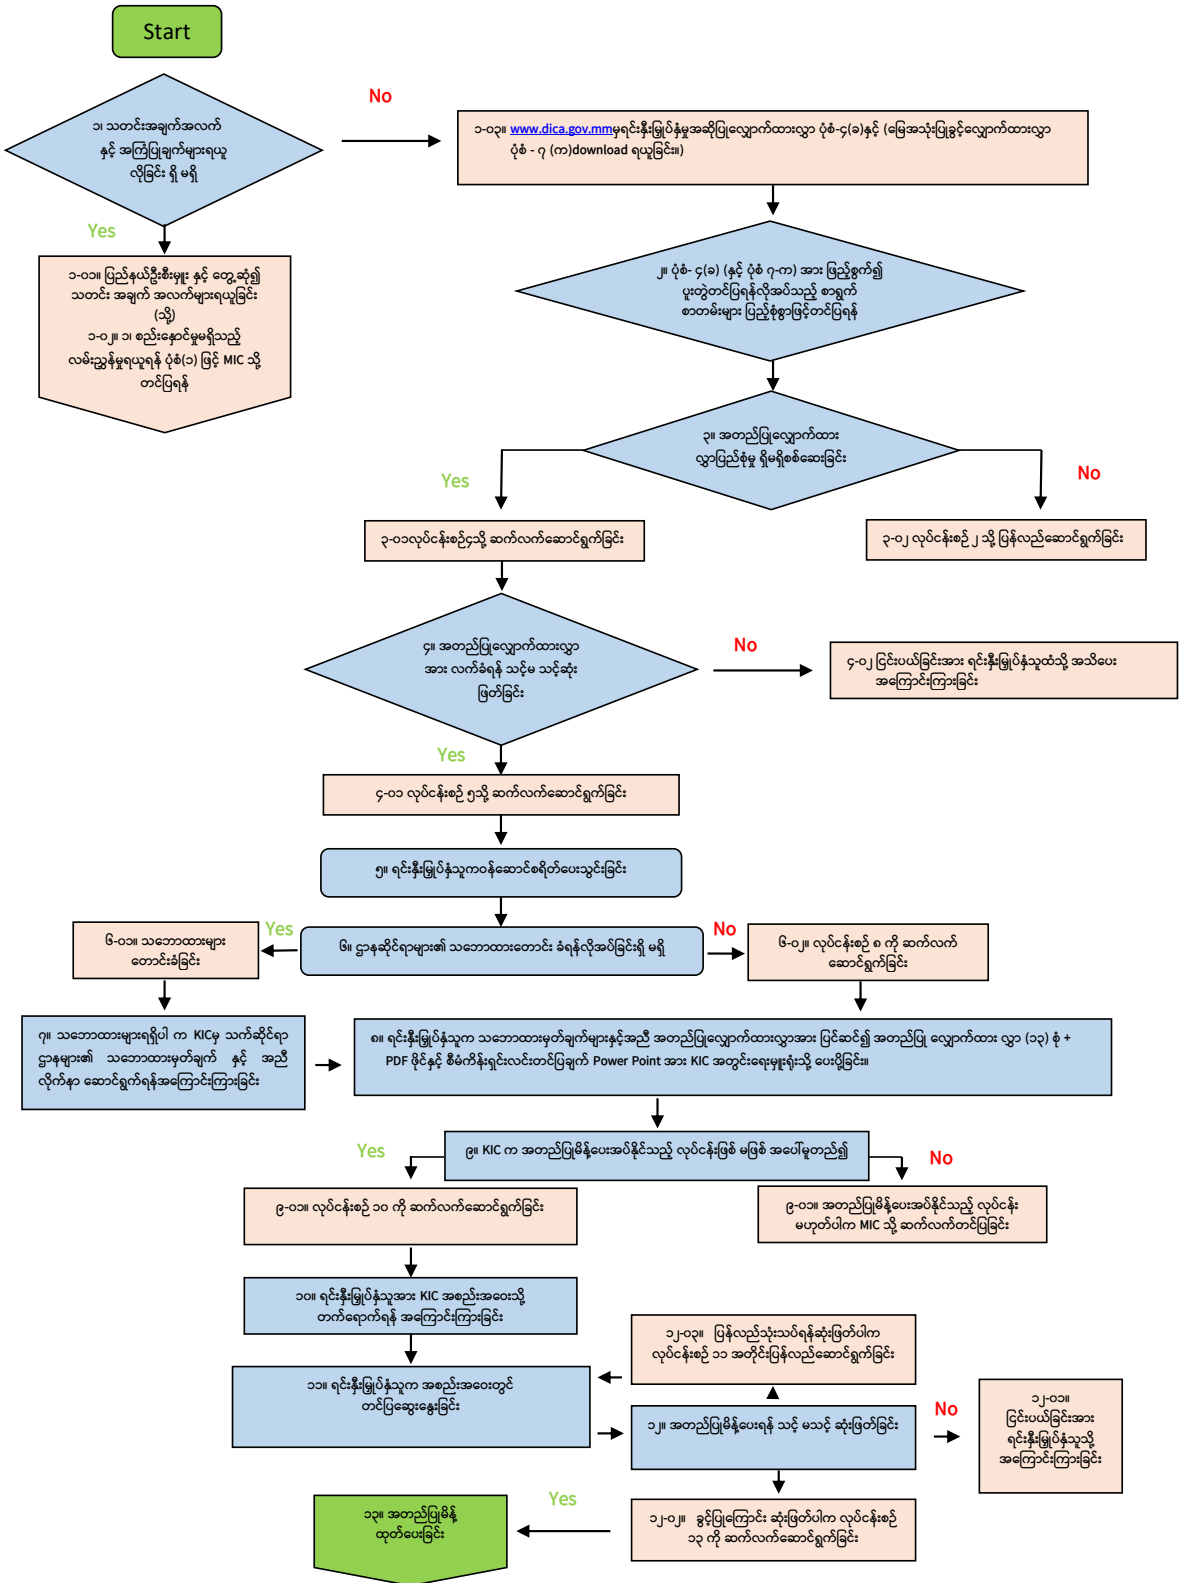 Start
၁၊ သတင်းအချက်အလက်
နှင့် အကြံပြုချက်များရယူ
လိုခြင်း ရှိ မရှိ
No
၁-၀၃။ www.dica.gov.mmမှရင်းနှီးမြှုပ်နှံမှုအဆိုပြုလျှောက်ထားလွှာ ပုံစံ-၄(ခ)နှင့် (မြေအသုံးပြုခွင့်လျှောက်ထားလွှာ
ပုံစံ - ၇ (က)download ရယူခြင်း။)
Yes
၁-၀၁။ ပြည်နယ်ဦးစီးမှူး နှင့် တွေ့ဆုံ၍
သတင်း အချက် အလက်များရယူခြင်း
(သို့)
၁-၀၂။ ၁၊ စည်းနှောင်မှုမရှိသည့်
လမ်းညွှန်မှုရယူရန် ပုံစံ(၁) ဖြင့် MIC သို့
တင်ပြရန်
၂။ ပုံစံ- ၄(ခ) (နှင့် ပုံစံ ၇-က) အား ဖြည့်စွက်၍
ပူးတွဲတင်ပြရန်လိုအပ်သည့် စာရွက်
စာတမ်းများ ပြည့်စုံစွာဖြင့်တင်ပြရန်
၃။ အတည်ပြုလျှောက်ထား
လွှာပြည်စုံမှု ရှိမရှိစစ်ဆေးခြင်း
Yes
No
၃-၀၁လုပ်ငန်းစဉ်၄သို့ ဆက်လက်ဆောင်ရွက်ခြင်း
၃-၀၂ လုပ်ငန်းစဉ် ၂ သို့ ပြန်လည်ဆောင်ရွက်ခြင်း
၄။ အတည်ပြုလျှောက်ထားလွှာ
အား လက်ခံရန် သင့်မ သင့်ဆုံး
ဖြတ်ခြင်း
No
၄-၀၂ ငြင်းပယ်ခြင်းအား ရင်းနှီးမြှုပ်နှံသူထံသို့ အသိပေး
အကြောင်းကြားခြင်း
Yes
၄-၀၁ လုပ်ငန်းစဉ် ၅သို့ ဆက်လက်ဆောင်ရွက်ခြင်း
၅။ ရင်းနှီးမြှုပ်နှံသူကဝန်ဆောင်စရိတ်ပေးသွင်းခြင်း
၆-၀၁။ သဘောထားများ
တောင်းခံခြင်း
Yes
၆။ ဌာနဆိုင်ရာများ၏ သဘောထားတောင်း ခံရန်လိုအပ်ခြင်းရှိ မရှိ
No
၆-၀၂။ လုပ်ငန်းစဉ် ၈ ကို ဆက်လက်
ဆောင်ရွက်ခြင်း
၇။ သဘောထားများရရှိပါ က KICမှ သက်ဆိုင်ရာ
ဌာနများ၏ သဘောထားမှတ်ချက် နှင့် အညီ
လိုက်နာ ဆောင်ရွက်ရန်အကြောင်းကြားခြင်း
၈။ ရင်းနှီးမြှုပ်နှံသူက သဘောထားမှတ်ချက်များနှင့်အညီ အတည်ပြုလျှောက်ထားလွှာအား ပြင်ဆင်၍ အတည်ပြု လျှောက်ထား လွှာ (၁၃) စုံ +
PDF ဖိုင်နှင့် စီမံကိန်းရှင်းလင်းတင်ပြချက် Power Point အား KIC အတွင်းရေးမှူးရုံးသို့ ပေးပို့ခြင်း။
Yes
၉။ KIC က အတည်ပြုမိန့်ပေးအပ်နိုင်သည့် လုပ်ငန်းဖြစ် မဖြစ် အပေါ်မူတည်၍
No
၉-၀၁။ လုပ်ငန်းစဉ် ၁၀ ကို ဆက်လက်ဆောင်ရွက်ခြင်း
၉-၀၁။ အတည်ပြုမိန့်ပေးအပ်နိုင်သည့် လုပ်ငန်း
မဟုတ်ပါက MIC သို့ ဆက်လက်တင်ပြခြင်း
၁၀။ ရင်းနှီးမြှုပ်နှံသူအား KIC အစည်းအဝေးသို့
တက်ရောက်ရန် အကြောင်းကြားခြင်း
၁၂-၀၃။ ပြန်လည်သုံးသပ်ရန်ဆုံးဖြတ်ပါက
လုပ်ငန်းစဉ် ၁၁ အတိုင်းပြန်လည်ဆောင်ရွက်ခြင်း
၁၁။ ရင်းနှီးမြှုပ်နှံသူက အစည်းအဝေးတွင်
တင်ပြဆွေးနွေးခြင်း
၁၂။ အတည်ပြုမိန့်ပေးရန် သင့် မသင့် ဆုံးဖြတ်ခြင်း
No
၁၂-၀၁။
ငြင်းပယ်ခြင်းအား
ရင်းနှီးမြှုပ်နှံသူသို့
အကြောင်းကြားခြင်း
Yes
၁၃။ အတည်ပြုမိန့်
ထုတ်ပေးခြင်း
၁၂-၀၂။ ခွင့်ပြုကြောင်း ဆုံးဖြတ်ပါက လုပ်ငန်းစဉ်
၁၃ ကို ဆက်လက်ဆောင်ရွက်ခြင်း